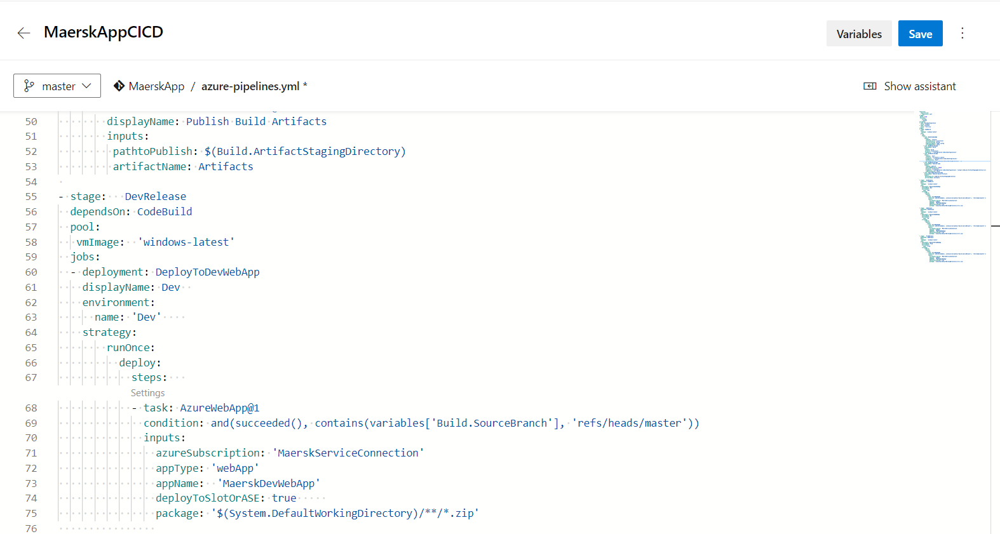 MaerskAppCICD
Variables
Save
master
MaerskApp / azure-pipelines.yml *
Show assistant
50 displayName: Publish Build Artifacts
51 inputs:
52 pathtoPublish: $(Build.ArtifactStagingDirectory)
53 artifactName: Artifacts
54
55 - stage: DevRelease
56 dependsOn: CodeBuild
57 pool:
58 vmImage: 'windows-latest'
59 jobs:
60 - deployment: DeployToDevWebApp
61 displayName: Dev
62 environment:
63 name: 'Dev'
64 strategy:
65 runOnce:
66 deploy:
67 steps:
Settings
68 - task: AzureWebApp@1
69 condition: and(succeeded(), contains(variables['Build.SourceBranch'], 'refs/heads/master'))
70 inputs:
71 azureSubscription: 'MaerskServiceConnection'
72 appType: 'webApp'
73 appName: 'MaerskDevWebApp'
74 deployToSlotOrASE: true
75 package: '$(System.DefaultWorkingDirectory)/**/*.zip'
76